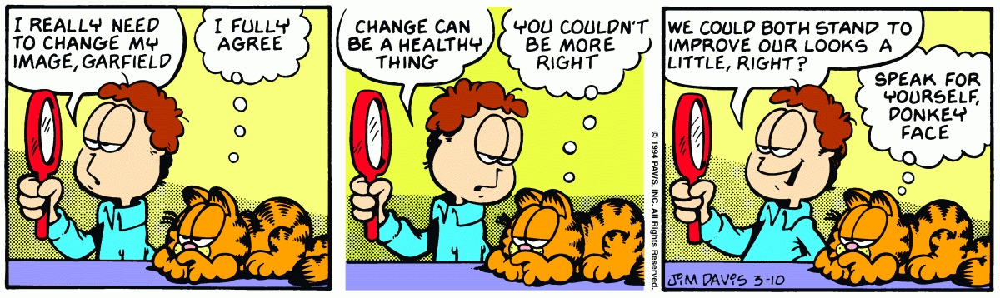 I REALLY NEED
TO CHANGE MY
IMAGE, GARFIELD
I FULLY
AGREE
CHANGE CAN
BE A HEALTHY
THING
YOU COULDN'T
BE MORE
RIGHT
© 1994 PAWS, INC. All Rights Reserved.
WE COULD BOTH STAND TO
IMPROVE OUR LOOKS A
LITTLE, RIGHT?
SPEAK FOR
YOURSELF,
DONKEY
FACE
JIM DAVIS 3-10